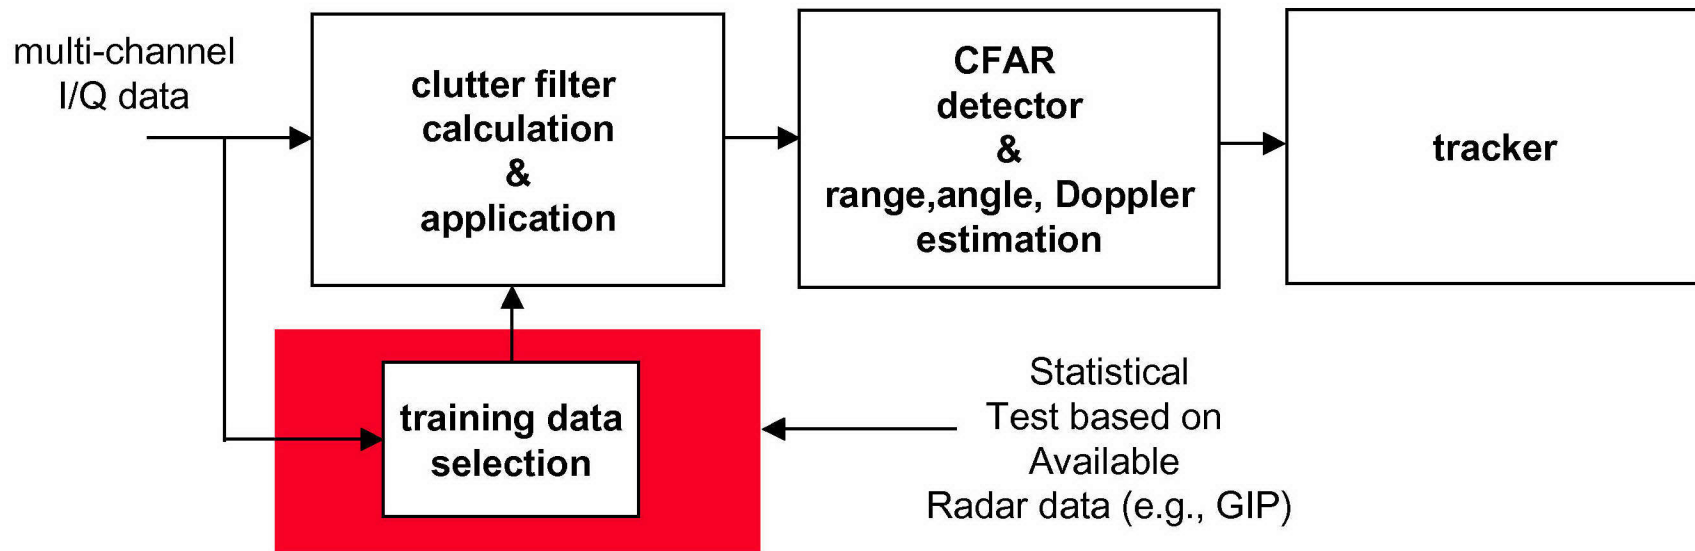 multi-channel
I/Q data
clutter filter
calculation
&
application
CFAR
detector
&
range,angle, Doppler
estimation
tracker
training data
selection
Statistical
Test based on
Available
Radar data (e.g., GIP)